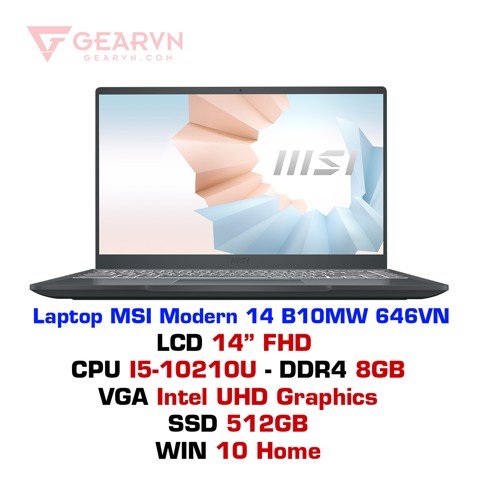 GEARVN
GEARVN.COM
msi
msi
Laptop MSI Modern 14 B10MW 646VN
LCD 14” FHD
CPU I5-10210U - DDR4 8GB
VGA Intel UHD Graphics
SSD 512GB
WIN 10 Home